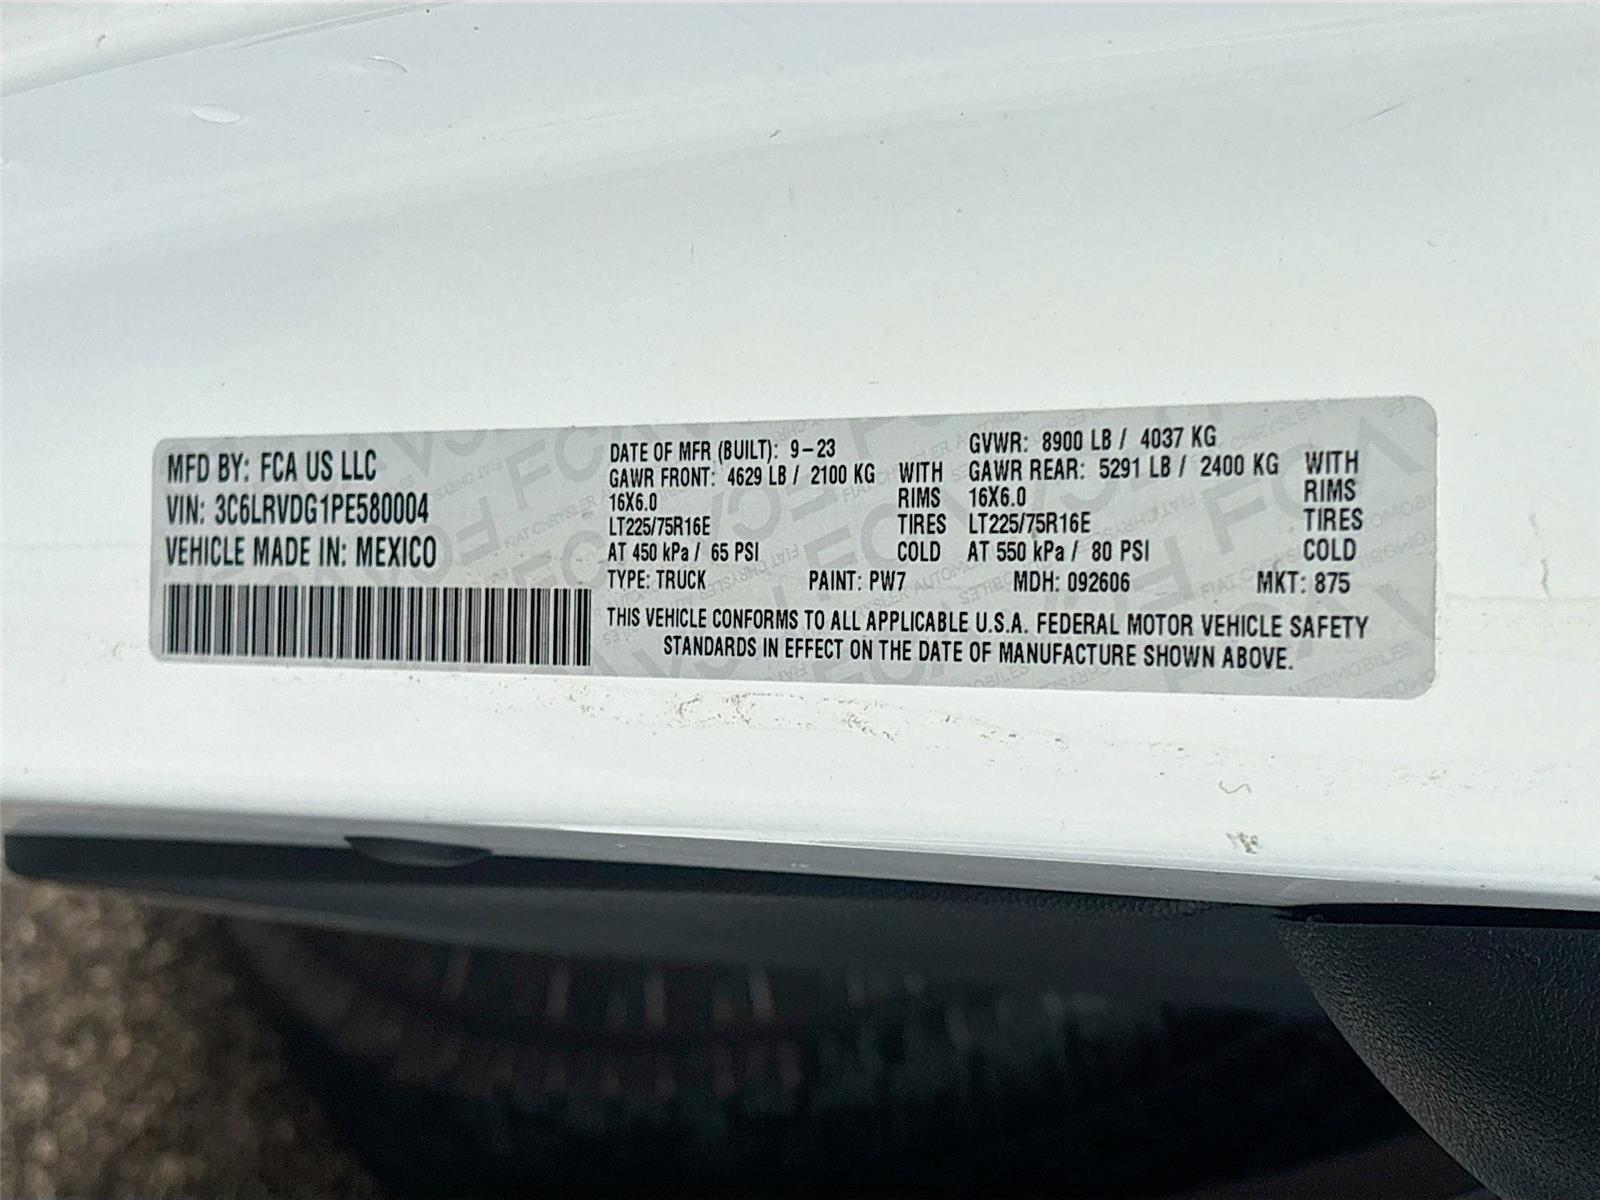 MFD BY: FCA US LLC
VIN: 3C6LRVDG1PE580004
VEHICLE MADE IN: MEXICO
DATE OF MFR (BUILT): 9-23
GAWR FRONT: 4629 LB / 2100 KG WITH
16X6.0 RIMS
LT225/75R16E TIRES
AT 450 kPa / 65 PSI COLD
GVWR: 8900 LB / 4037 KG
GAWR REAR: 5291 LB / 2400 KG WITH
16X6.0 RIMS
LT225/75R16E TIRES
AT 550 kPa / 80 PSI COLD
TYPE: TRUCK PAINT: PW7 MDH: 092606 MKT: 875
THIS VEHICLE CONFORMS TO ALL APPLICABLE U.S.A. FEDERAL MOTOR VEHICLE SAFETY
STANDARDS IN EFFECT ON THE DATE OF MANUFACTURE SHOWN ABOVE.